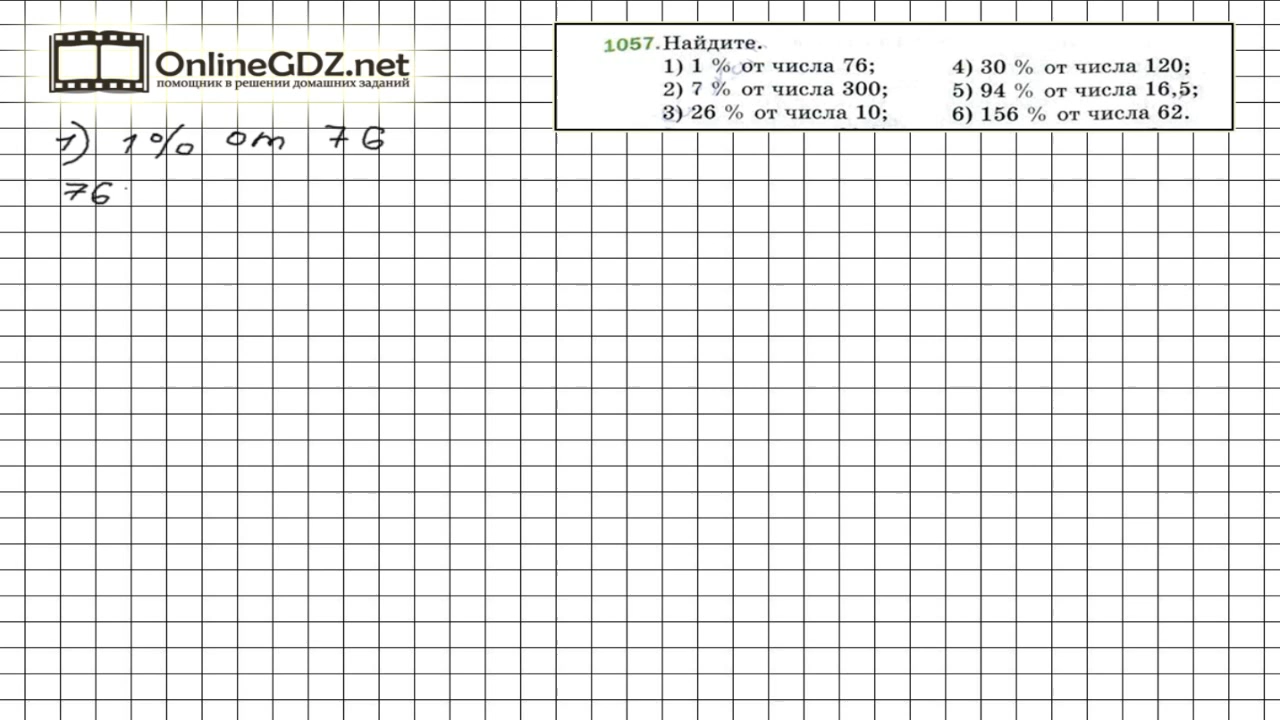 OnlineGDZ.net
помощник в решении домашних заданий
1057. Найдите.
1) 1 % от числа 76;
2) 7 % от числа 300;
3) 26 % от числа 10;
4) 30 % от числа 120;
5) 94 % от числа 16,5;
6) 156 % от числа 62.
1) 1% от 76
76